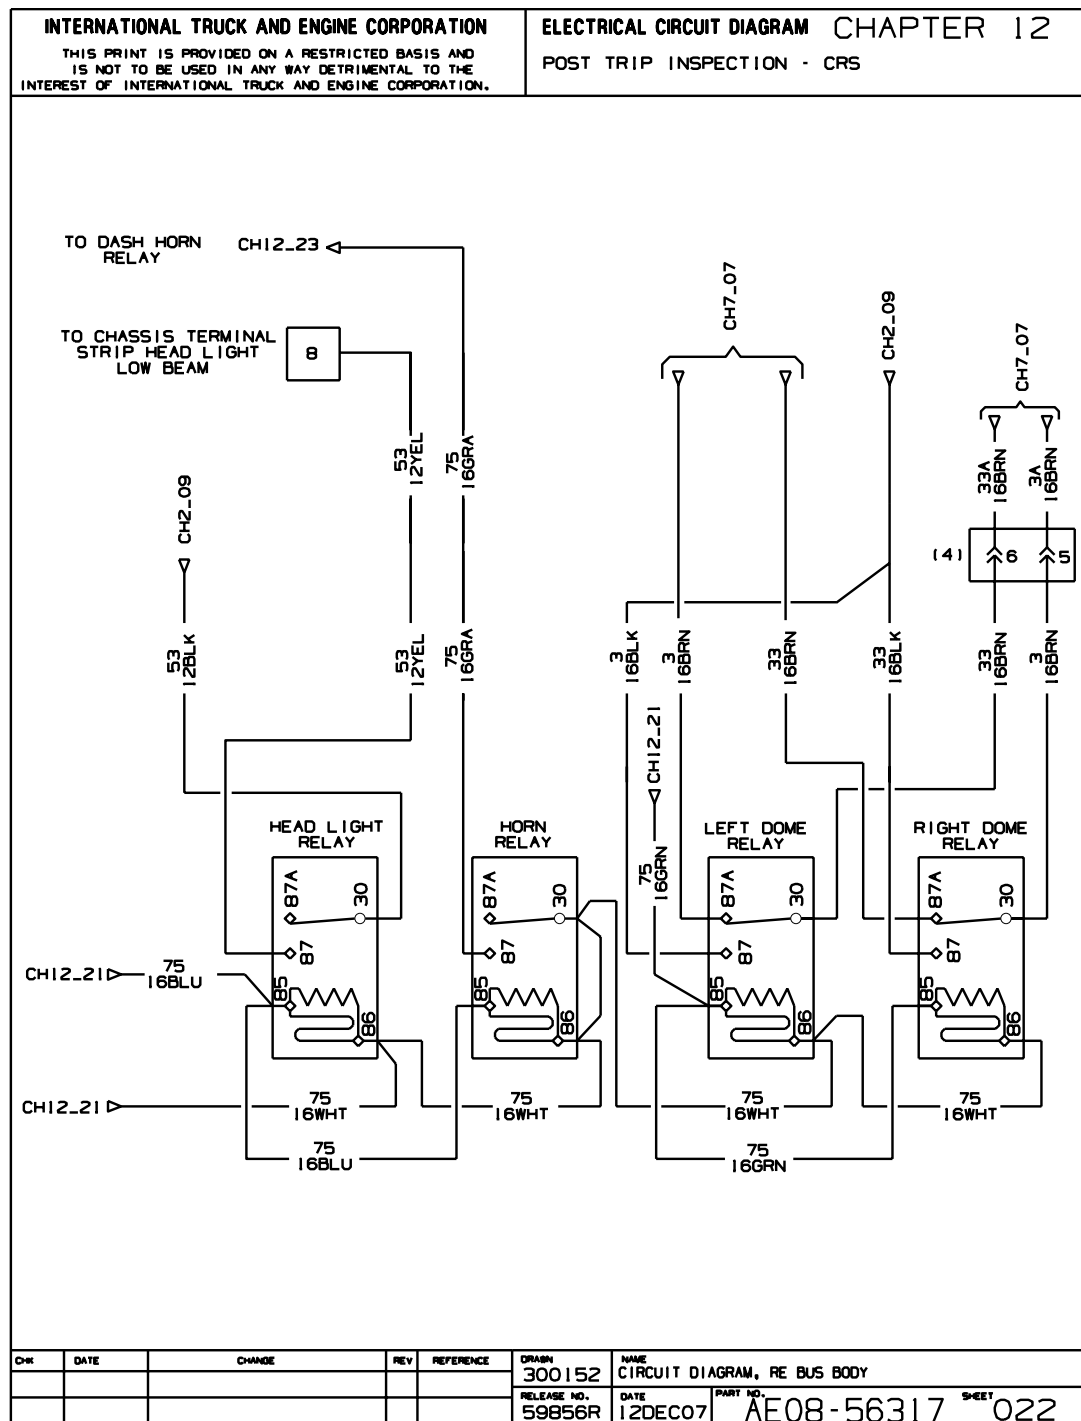 INTERNATIONAL TRUCK AND ENGINE CORPORATION
THIS PRINT IS PROVIDED ON A RESTRICTED BASIS AND
IS NOT TO BE USED IN ANY WAY DETRIMENTAL TO THE
INTEREST OF INTERNATIONAL TRUCK AND ENGINE CORPORATION.
ELECTRICAL CIRCUIT DIAGRAM CHAPTER 12
POST TRIP INSPECTION - CRS
TO DASH HORN
RELAY
CH12_23
TO CHASSIS TERMINAL
STRIP HEAD LIGHT
LOW BEAM
8
CH7_07
CH2_09
CH7_07
53
12YEL
75
16GRA
33A
16BRN
3A
16BRN
CH2_09
(4)
6
5
53
12BLK
53
12YEL
75
16GRA
3
16BLK
3
16BRN
33
16BRN
33
16BLK
33
16BRN
3
16BRN
CH12_21
75
16GRN
HEAD LIGHT
RELAY
HORN
RELAY
LEFT DOME
RELAY
RIGHT DOME
RELAY
87A
30
87
85
86
87A
30
87
85
86
87A
30
87
85
86
87A
30
87
85
86
CH12_21
75
16BLU
CH12_21
75
16WHT
75
16WHT
75
16WHT
75
16WHT
75
16BLU
75
16GRN
CHK
DATE
CHANGE
REV
REFERENCE
DRAWN
300152
NAME
CIRCUIT DIAGRAM, RE BUS BODY
RELEASE NO.
59856R
DATE
12DEC07
PART NO.
AE08-56317
SHEET
022